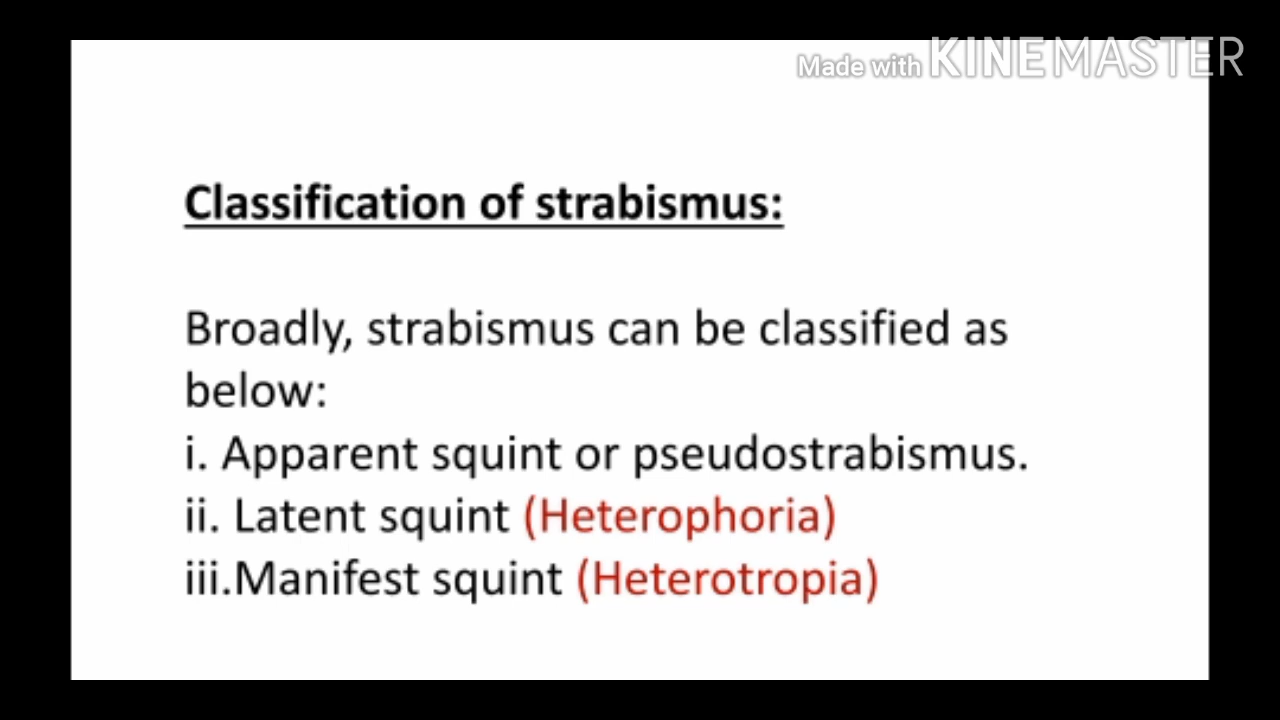 Made with KINEMASTER
Classification of strabismus:
Broadly, strabismus can be classified as
below:
i. Apparent squint or pseudostrabismus.
ii. Latent squint (Heterophoria)
iii.Manifest squint (Heterotropia)